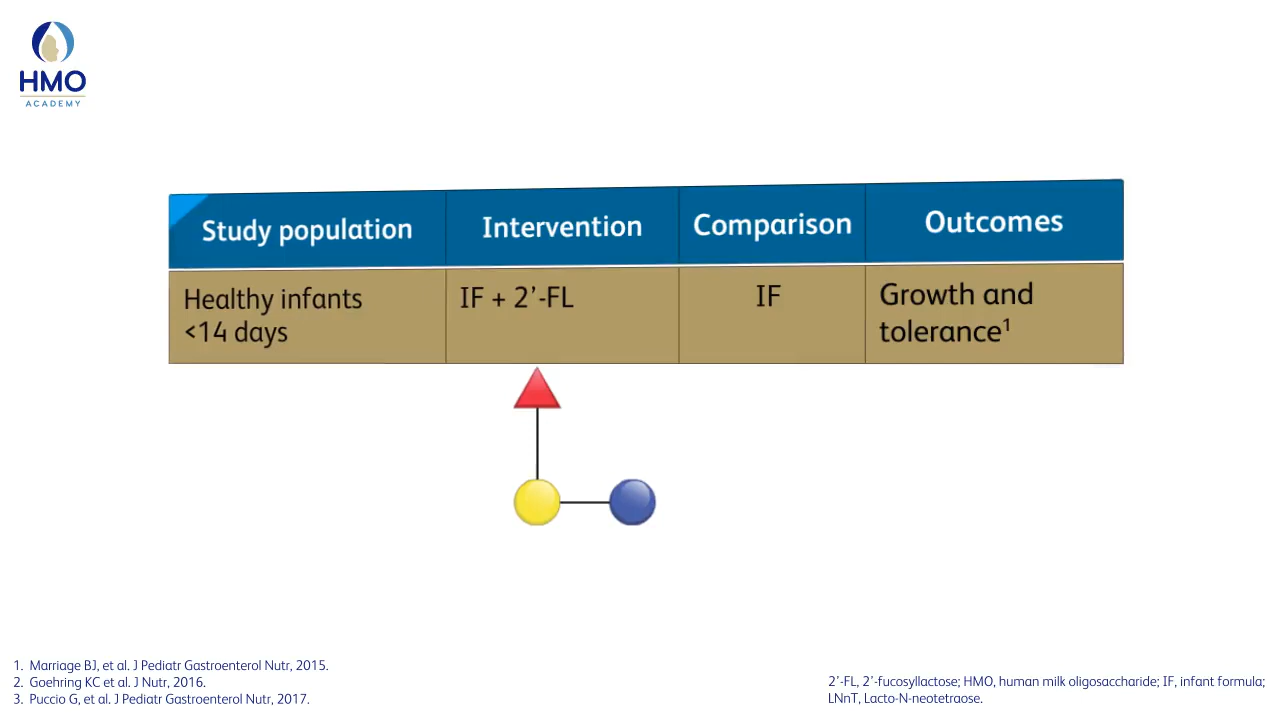 HMO
ACADEMY
Study population
Intervention
Comparison
Outcomes
Healthy infants
<14 days
IF + 2’-FL
IF
Growth and
tolerance¹
1. Marriage BJ, et al. J Pediatr Gastroenterol Nutr, 2015.
2. Goehring KC et al. J Nutr, 2016.
3. Puccio G, et al. J Pediatr Gastroenterol Nutr, 2017.
2’-FL, 2’-fucosyllactose; HMO, human milk oligosaccharide; IF, infant formula;
LNnT, Lacto-N-neotetraose.